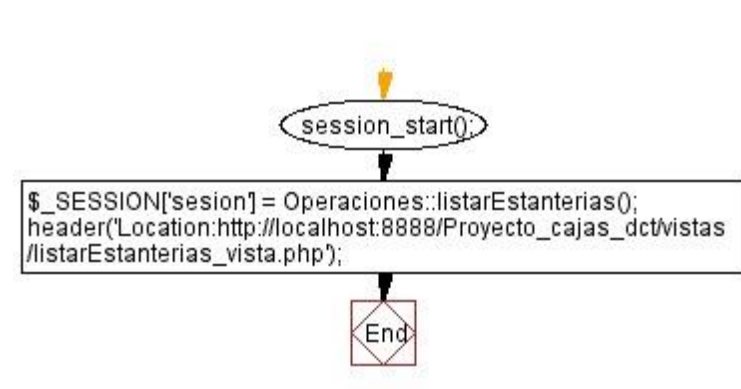 session_start();
$_SESSION['sesion'] = Operaciones::listarEstanterias();
header('Location:http://localhost:8888/Proyecto_cajas_dct/vistas
/listarEstanterias_vista.php');
End